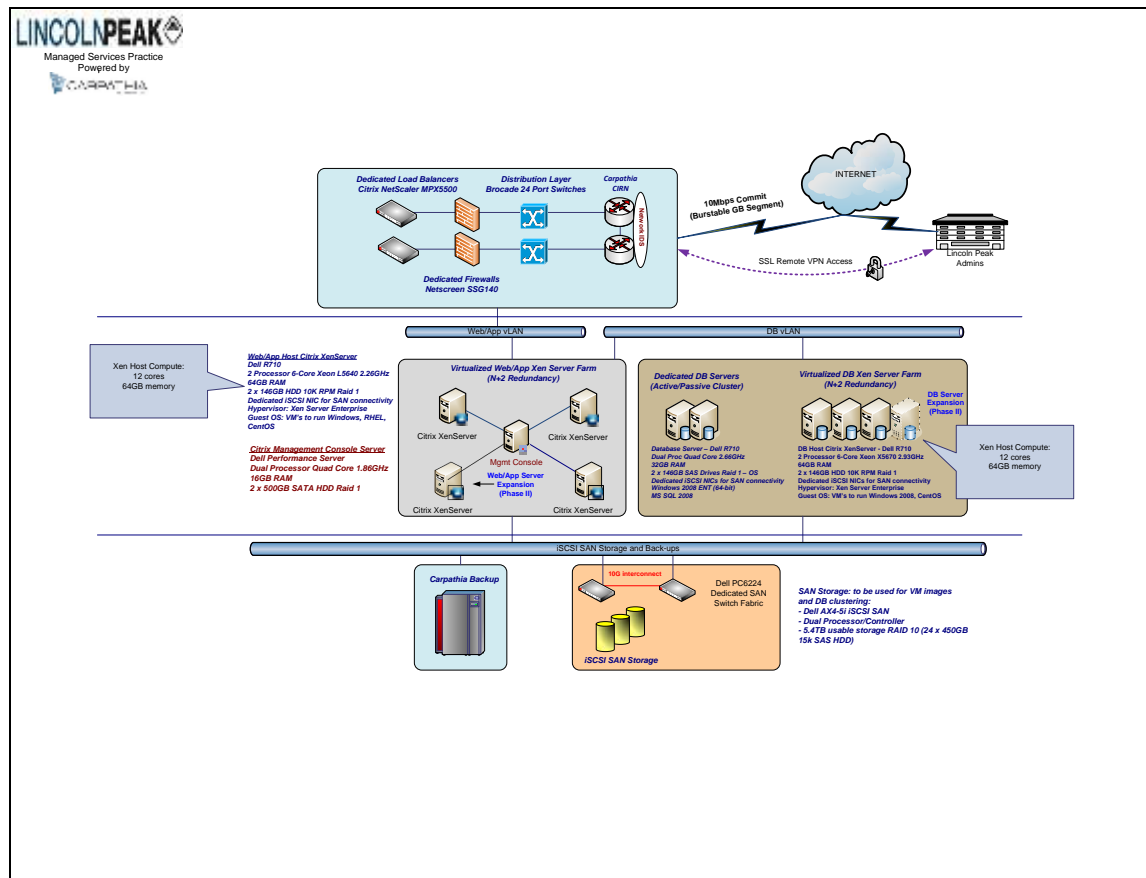 LINCOLNPEAK
Managed Services Practice
Powered by
CARPATHIA
Dedicated Load Balancers
Citrix NetScaler MPX5500
Distribution Layer
Brocade 24 Port Switches
Carpathia
CIRN
Network IDS
Dedicated Firewalls
Netscreen SSG140
INTERNET
10Mbps Commit
(Burstable GB Segment)
SSL Remote VPN Access
Lincoln Peak
Admins
Web/App vLAN
DB vLAN
Xen Host Compute:
12 cores
64GB memory
Web/App Host Citrix XenServer
Dell R710
2 Processor 6-Core Xeon L5640 2.26GHz
64GB RAM
2 x 146GB HDD 10K RPM Raid 1
Dedicated iSCSI NIC for SAN connectivity
Hypervisor: Xen Server Enterprise
Guest OS: VM's to run Windows, RHEL,
CentOS
Citrix Management Console Server
Dell Performance Server
Dual Processor Quad Core 1.86GHz
16GB RAM
2 x 500GB SATA HDD Raid 1
Virtualized Web/App Xen Server Farm
(N+2 Redundancy)
Citrix XenServer
Citrix XenServer
Mgmt Console
Web/App Server
Expansion
(Phase II)
Citrix XenServer
Citrix XenServer
Dedicated DB Servers
(Active/Passive Cluster)
Database Server – Dell R710
Dual Proc Quad Core 2.66GHz
32GB RAM
2 x 146GB SAS Drives Raid 1 – OS
Dedicated iSCSI NICs for SAN connectivity
Windows 2008 ENT (64-bit)
MS SQL 2008
Virtualized DB Xen Server Farm
(N+2 Redundancy)
DB Server
Expansion
(Phase II)
DB Host Citrix XenServer - Dell R710
2 Processor 6-Core Xeon X5670 2.93GHz
64GB RAM
2 x 146GB HDD 10K RPM Raid 1
Dedicated iSCSI NICs for SAN connectivity
Hypervisor: Xen Server Enterprise
Guest OS: VM's to run Windows 2008, CentOS
Xen Host Compute:
12 cores
64GB memory
iSCSI SAN Storage and Back-ups
Carpathia Backup
10G interconnect
Dell PC6224
Dedicated SAN
Switch Fabric
iSCSI SAN Storage
SAN Storage: to be used for VM images
and DB clustering:
- Dell AX4-5i iSCSI SAN
- Dual Processor/Controller
- 5.4TB usable storage RAID 10 (24 x 450GB
15k SAS HDD)